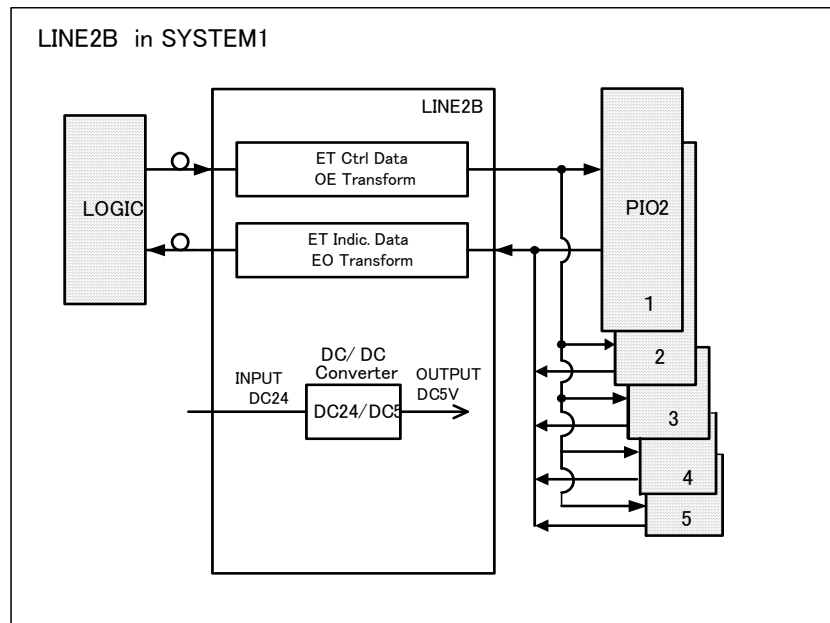 LINE2B in SYSTEM1
LINE2B
LOGIC
ET Ctrl Data
OE Transform
ET Indic. Data
EO Transform
DC/ DC
Converter
INPUT
DC24
DC24/DC5
OUTPUT
DC5V
PIO2
1
2
3
4
5